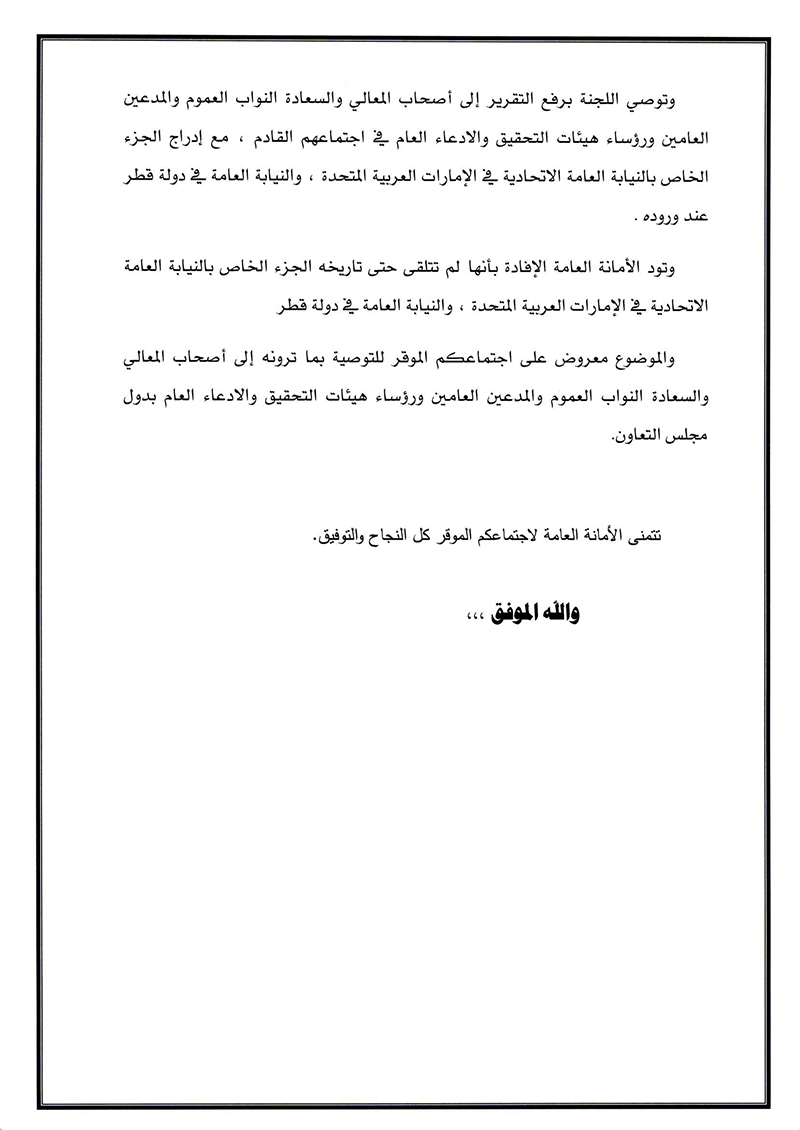 وتوصي اللجنة برفع التقرير إلى أصحاب المعالي والسعادة النواب العموم والمدعين
العامين ورؤساء هيئات التحقيق والادعاء العام في اجتماعهم القادم ، مع إدراج الجزء
الخاص بالنيابة العامة الاتحادية في الإمارات العربية المتحدة ، والنيابة العامة في دولة قطر
عند وروده .
وتود الأمانة العامة الإفادة بأنها لم تتلقى حتى تاريخه الجزء الخاص بالنيابة العامة
الاتحادية في الإمارات العربية المتحدة ، والنيابة العامة في دولة قطر
والموضوع معروض على اجتماعكم الموقر للتوصية بما ترونه إلى أصحاب المعالي
والسعادة النواب العموم والمدعين العامين ورؤساء هيئات التحقيق والادعاء العام بدول
مجلس التعاون.
تتمنى الأمانة العامة لاجتماعكم الموقر كل النجاح والتوفيق.
والله الموفق ،،،